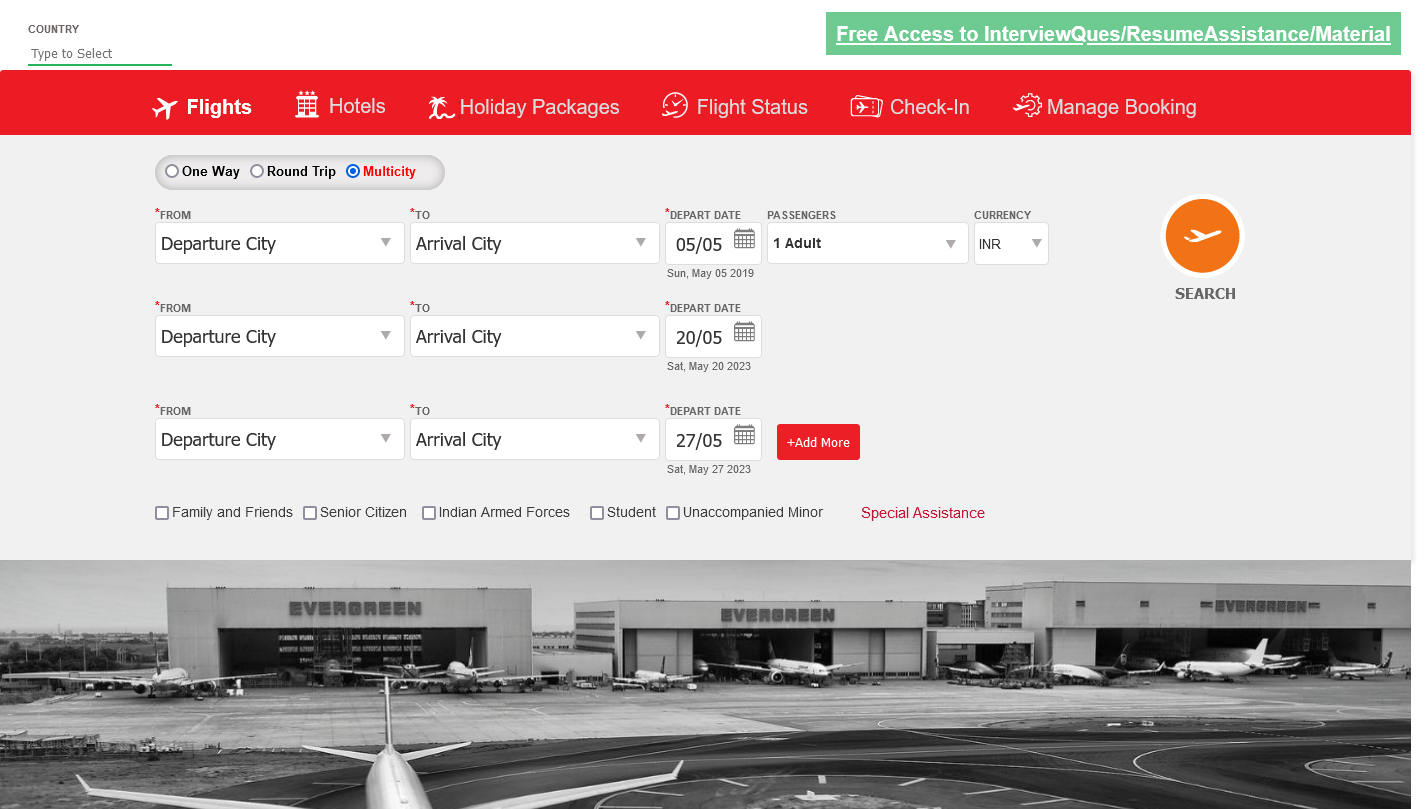 COUNTRY
Type to Select
Free Access to InterviewQues/ResumeAssistance/Material
Flights Hotels Holiday Packages Flight Status Check-In Manage Booking
One Way Round Trip Multicity
*FROM *TO *DEPART DATE PASSENGERS CURRENCY
Departure City Arrival City 05/05 1 Adult INR
Sun, May 05 2019
SEARCH
*FROM *TO *DEPART DATE
Departure City Arrival City 20/05
Sat, May 20 2023
*FROM *TO *DEPART DATE
Departure City Arrival City 27/05 +Add More
Sat, May 27 2023
Family and Friends Senior Citizen Indian Armed Forces Student Unaccompanied Minor Special Assistance
EVERGREEN EVERGREEN EVERGREEN